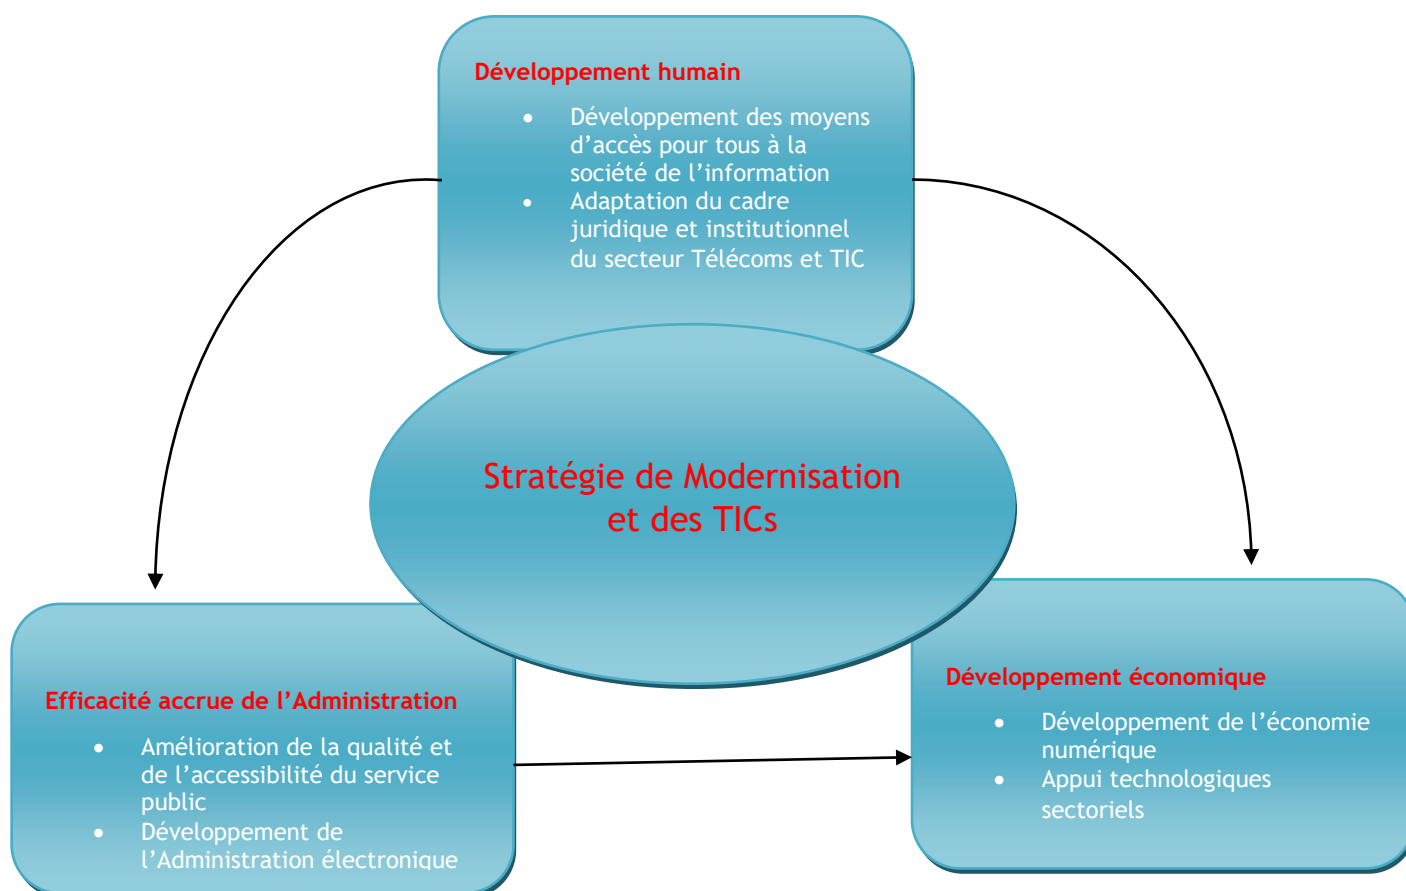 Développement humain
• Développement des moyens
d’accès pour tous à la
société de l’information
• Adaptation du cadre
juridique et institutionnel
du secteur Télécoms et TIC
Stratégie de Modernisation
et des TICs
Efficacité accrue de l’Administration
• Amélioration de la qualité et
de l’accessibilité du service
public
• Développement de
l’Administration électronique
Développement économique
• Développement de l’économie
numérique
• Appui technologiques
sectoriels